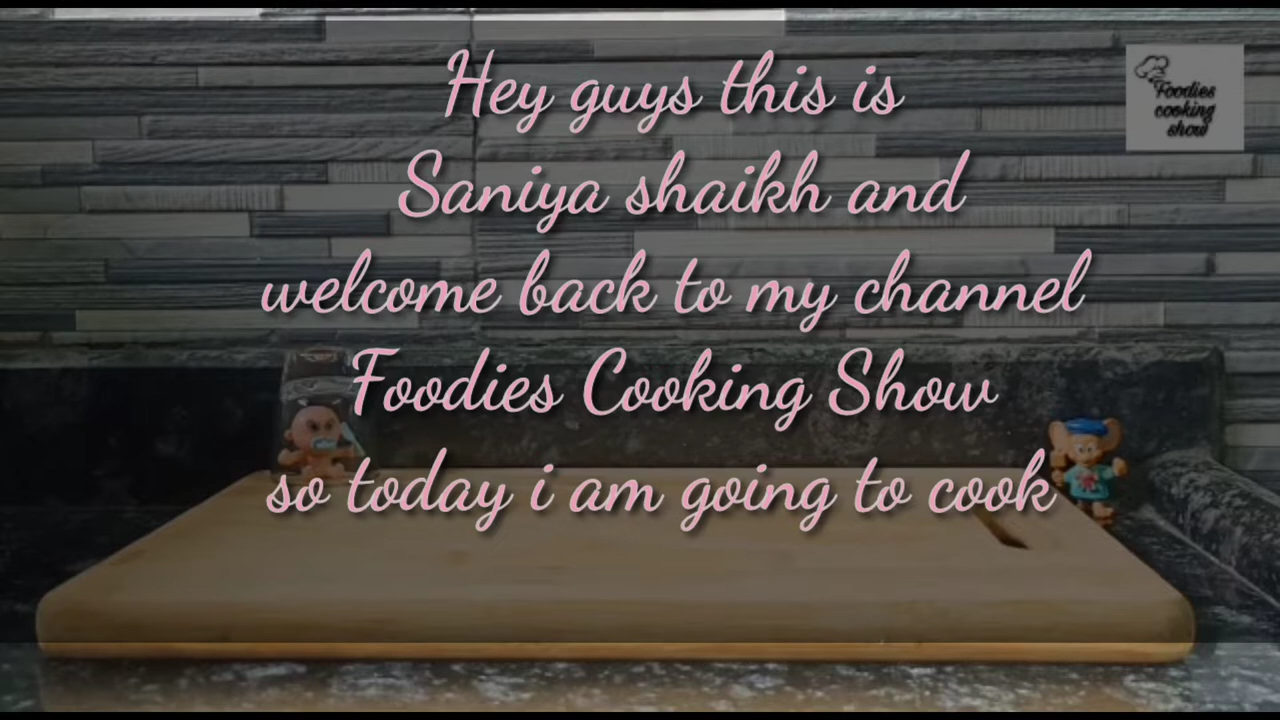 Hey guys this is
Saniya shaikh and
welcome back to my channel
Foodies Cooking Show
so today i am going to cook
Foodies
cooking
show